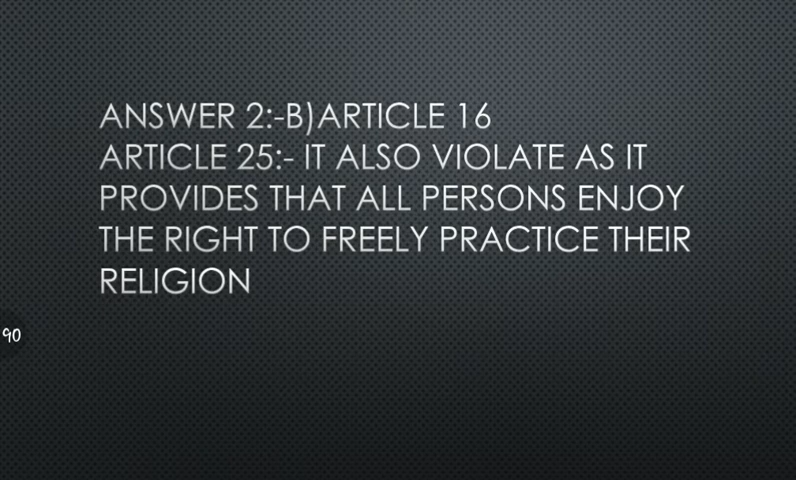 ANSWER 2:-B)ARTICLE 16
ARTICLE 25:- IT ALSO VIOLATE AS IT
PROVIDES THAT ALL PERSONS ENJOY
THE RIGHT TO FREELY PRACTICE THEIR
RELIGION
90